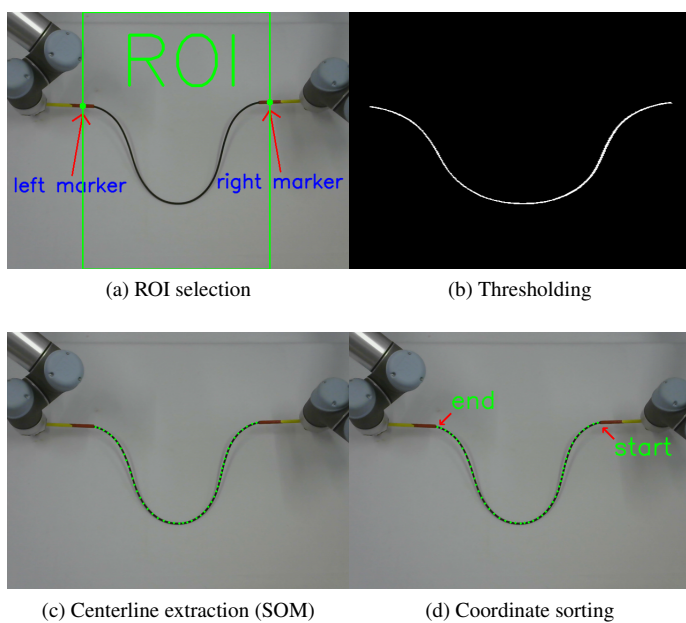 ROI
left marker
right marker
(a) ROI selection
(b) Thresholding
end
start
(c) Centerline extraction (SOM)
(d) Coordinate sorting